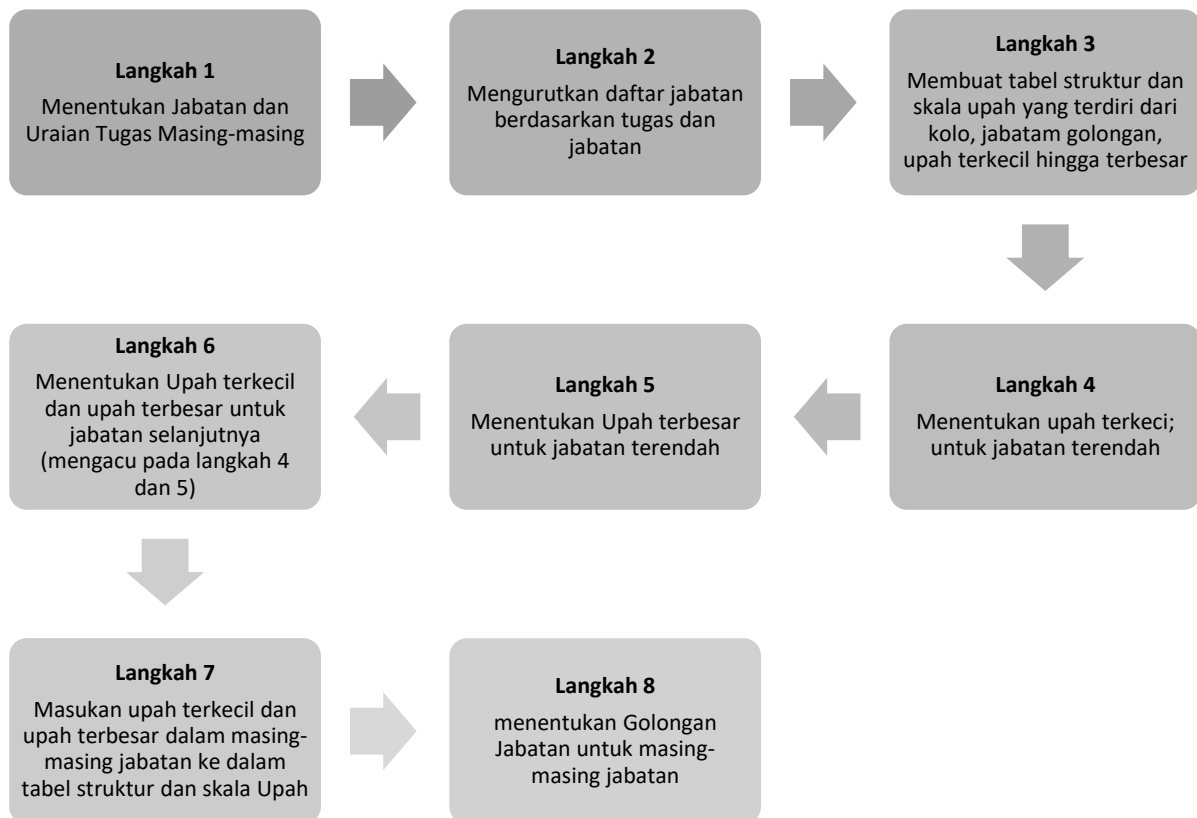 Langkah 1
Menentukan Jabatan dan
Uraian Tugas Masing-masing
Langkah 2
Mengurutkan daftar jabatan
berdasarkan tugas dan
jabatan
Langkah 3
Membuat tabel struktur dan
skala upah yang terdiri dari
kolo, jabatam golongan,
upah terkecil hingga terbesar
Langkah 4
Menentukan upah terkeci;
untuk jabatan terendah
Langkah 5
Menentukan Upah terbesar
untuk jabatan terendah
Langkah 6
Menentukan Upah terkecil
dan upah terbesar untuk
jabatan selanjutnya
(mengacu pada langkah 4
dan 5)
Langkah 7
Masukan upah terkecil dan
upah terbesar dalam masing-
masing jabatan ke dalam
tabel struktur dan skala Upah
Langkah 8
menentukan Golongan
Jabatan untuk masing-
masing jabatan